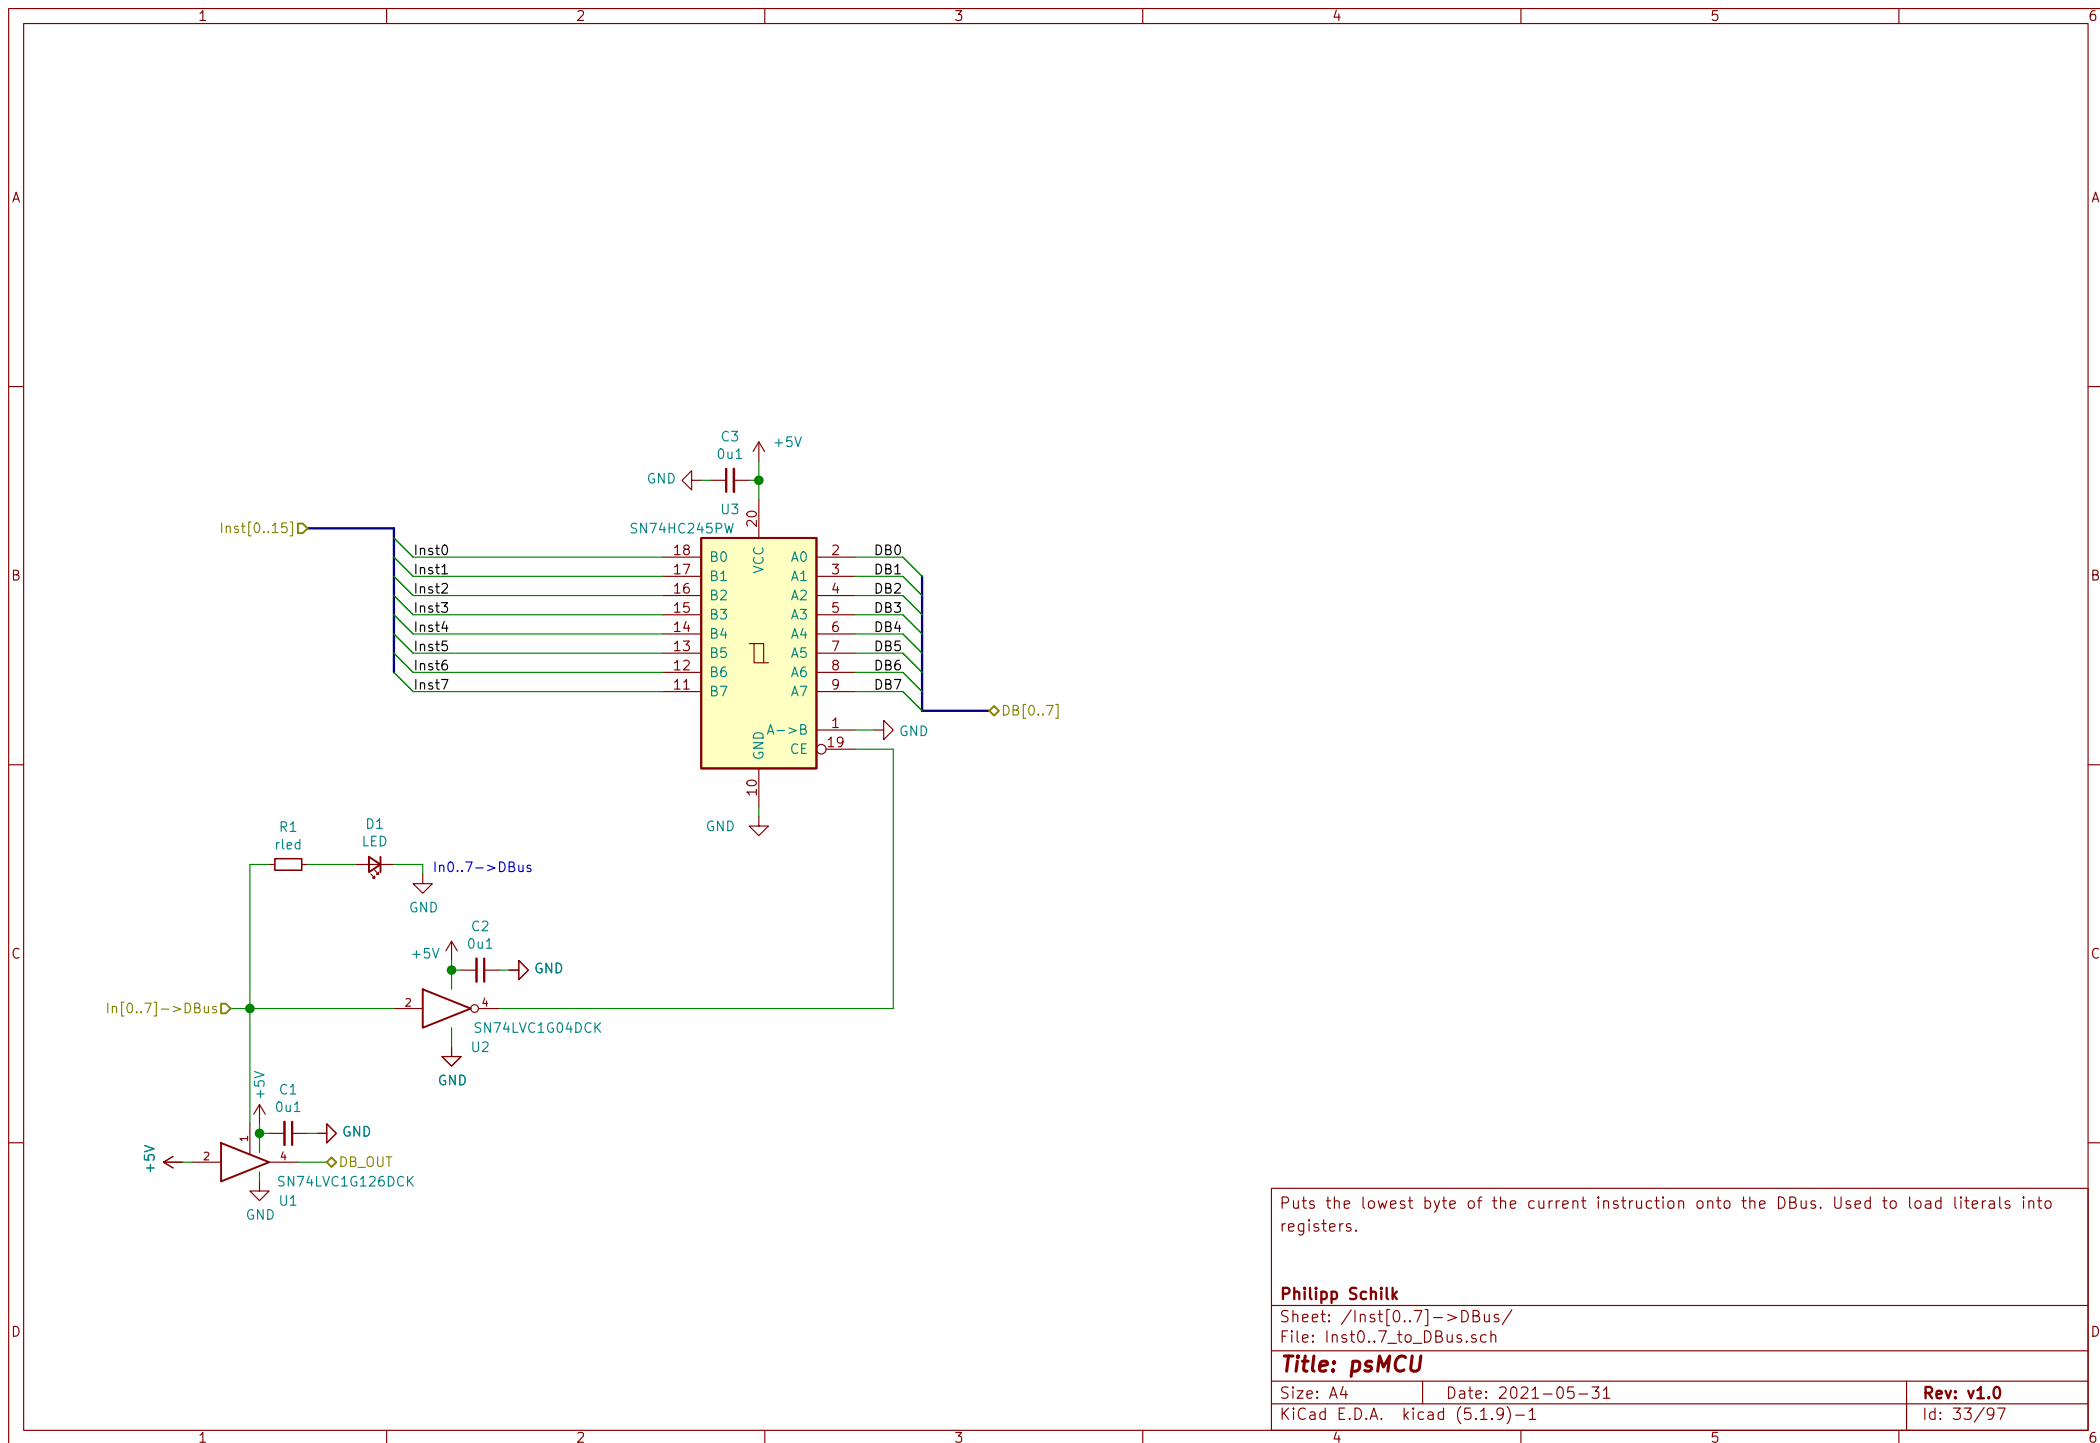 1 2 3 4 5 6
A A
B B
C C
D D
C3
0u1
+5V
GND
U3
SN74HC245PW
20
Inst[0..15]
Inst0 18 B0 VCC A0 2 DB0
Inst1 17 B1 A1 3 DB1
Inst2 16 B2 A2 4 DB2
Inst3 15 B3 A3 5 DB3
Inst4 14 B4 A4 6 DB4
Inst5 13 B5 A5 7 DB5
Inst6 12 B6 A6 8 DB6
Inst7 11 B7 A7 9 DB7
DB[0..7]
A->B 1 GND
GND CE 19
10
GND
R1
rled
D1
LED
In0..7->DBus
GND
C2
0u1
+5V
GND
In[0..7]->DBus
2 4
SN74LVC1G04DCK
U2
GND
+5V
C1
0u1
GND
1
+5V
2 4
DB_OUT
SN74LVC1G126DCK
U1
GND
Puts the lowest byte of the current instruction onto the DBus. Used to load literals into
registers.
Philipp Schilk
Sheet: /Inst[0..7]->DBus/
File: Inst0..7_to_DBus.sch
Title: psMCU
Size: A4 Date: 2021-05-31 Rev: v1.0
KiCad E.D.A. kicad (5.1.9)-1 Id: 33/97
1 2 3 4 5 6